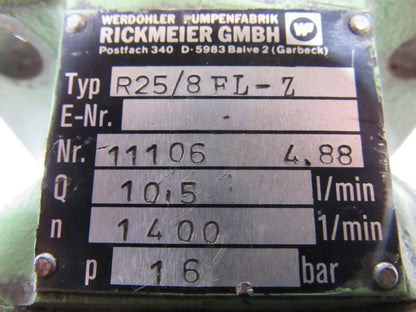 WERDOHLER PUMPENFABRIK
RICKMEIER GMBH
WP
Postfach 340 D-5983 Balve 2 (Garbeck)
Typ R25/8 FL-Z
E-Nr. -
Nr. 11106 4.88
Q 10.5 l/min
n 1400 1/min
p 16 bar